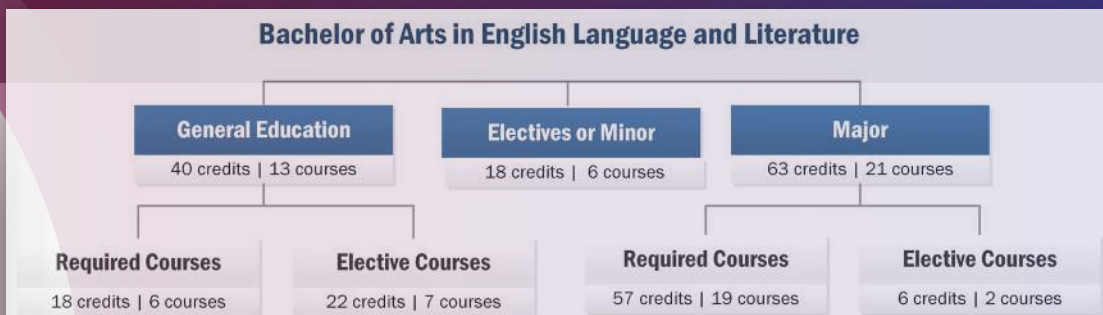 Bachelor of Arts in English Language and Literature
General Education
40 credits | 13 courses
Electives or Minor
18 credits | 6 courses
Major
63 credits | 21 courses
Required Courses
18 credits | 6 courses
Elective Courses
22 credits | 7 courses
Required Courses
57 credits | 19 courses
Elective Courses
6 credits | 2 courses